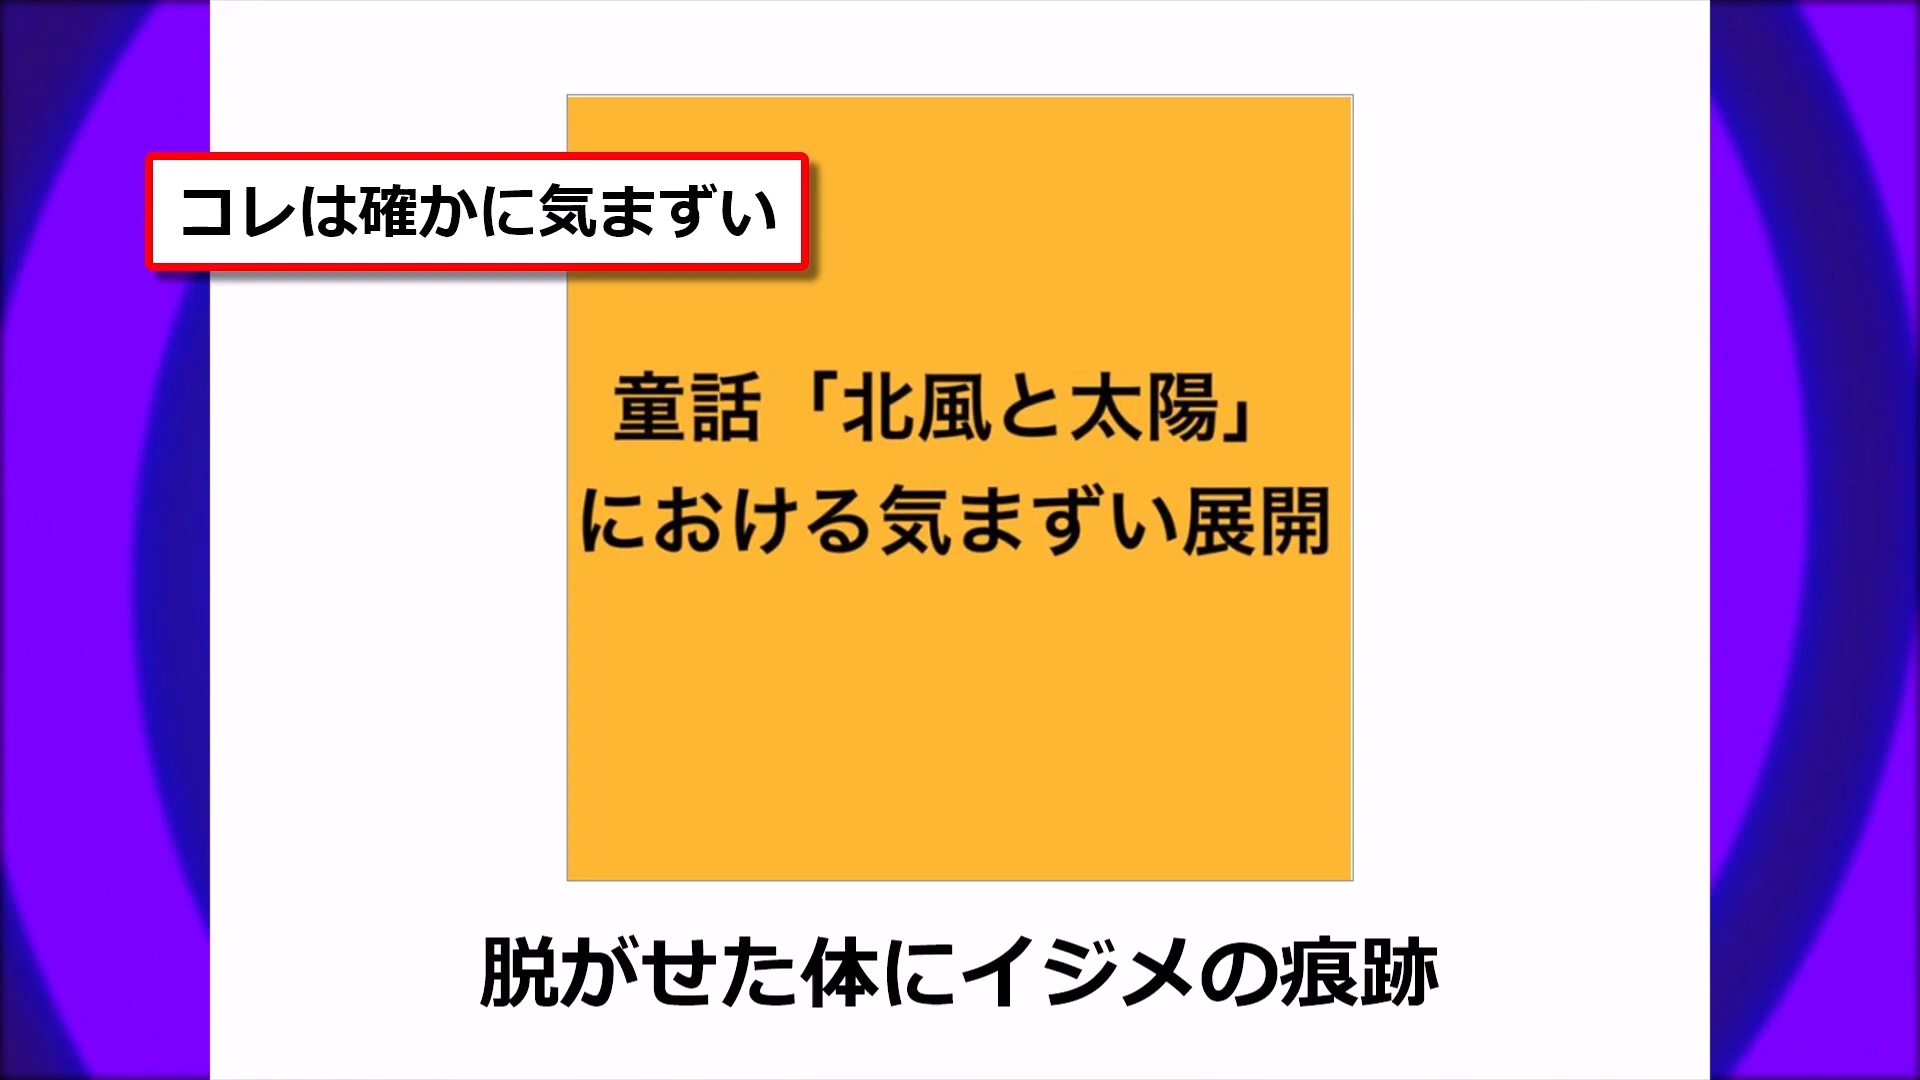 コレは確かに気まずい
童話「北風と太陽」
における気まずい展開
脱がせた体にイジメの痕跡